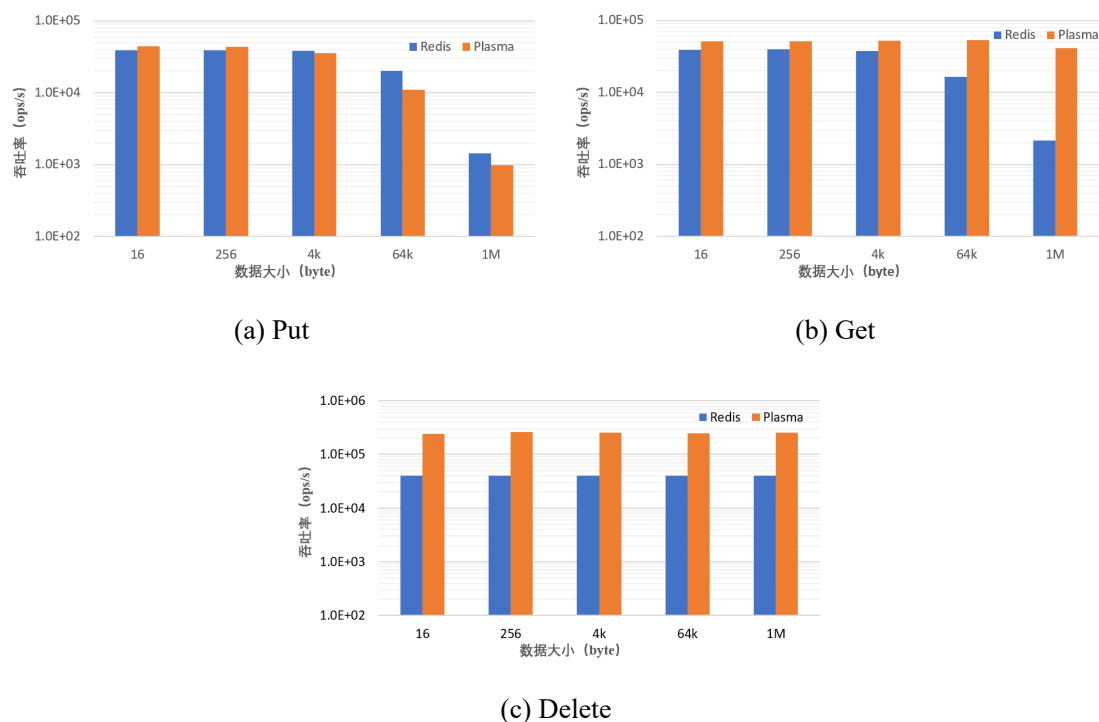 1.0E+05
Redis Plasma
1.0E+04
1.0E+03
1.0E+02
吞吐率（ops/s）
16 256 4k 64k 1M
数据大小（byte）
(a) Put
1.0E+05
Redis Plasma
1.0E+04
1.0E+03
1.0E+02
吞吐率（ops/s）
16 256 4k 64k 1M
数据大小（byte）
(b) Get
1.0E+06
Redis Plasma
1.0E+05
1.0E+04
1.0E+03
1.0E+02
吞吐率（ops/s）
16 256 4k 64k 1M
数据大小（byte）
(c) Delete